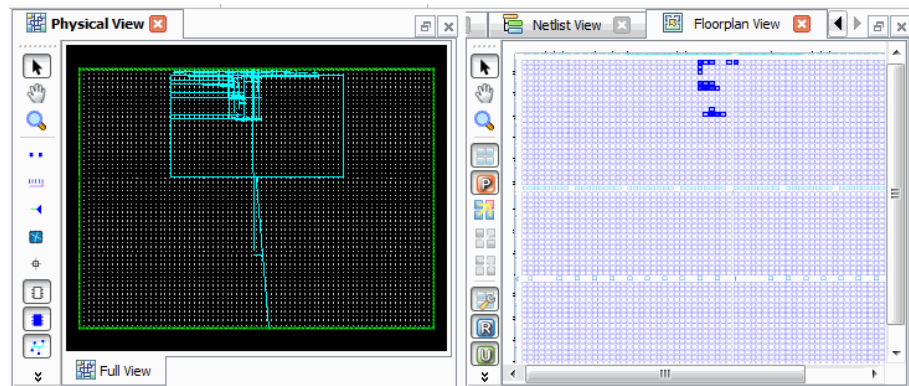 Physical View
Netlist View
Floorplan View
P
R
U
Full View